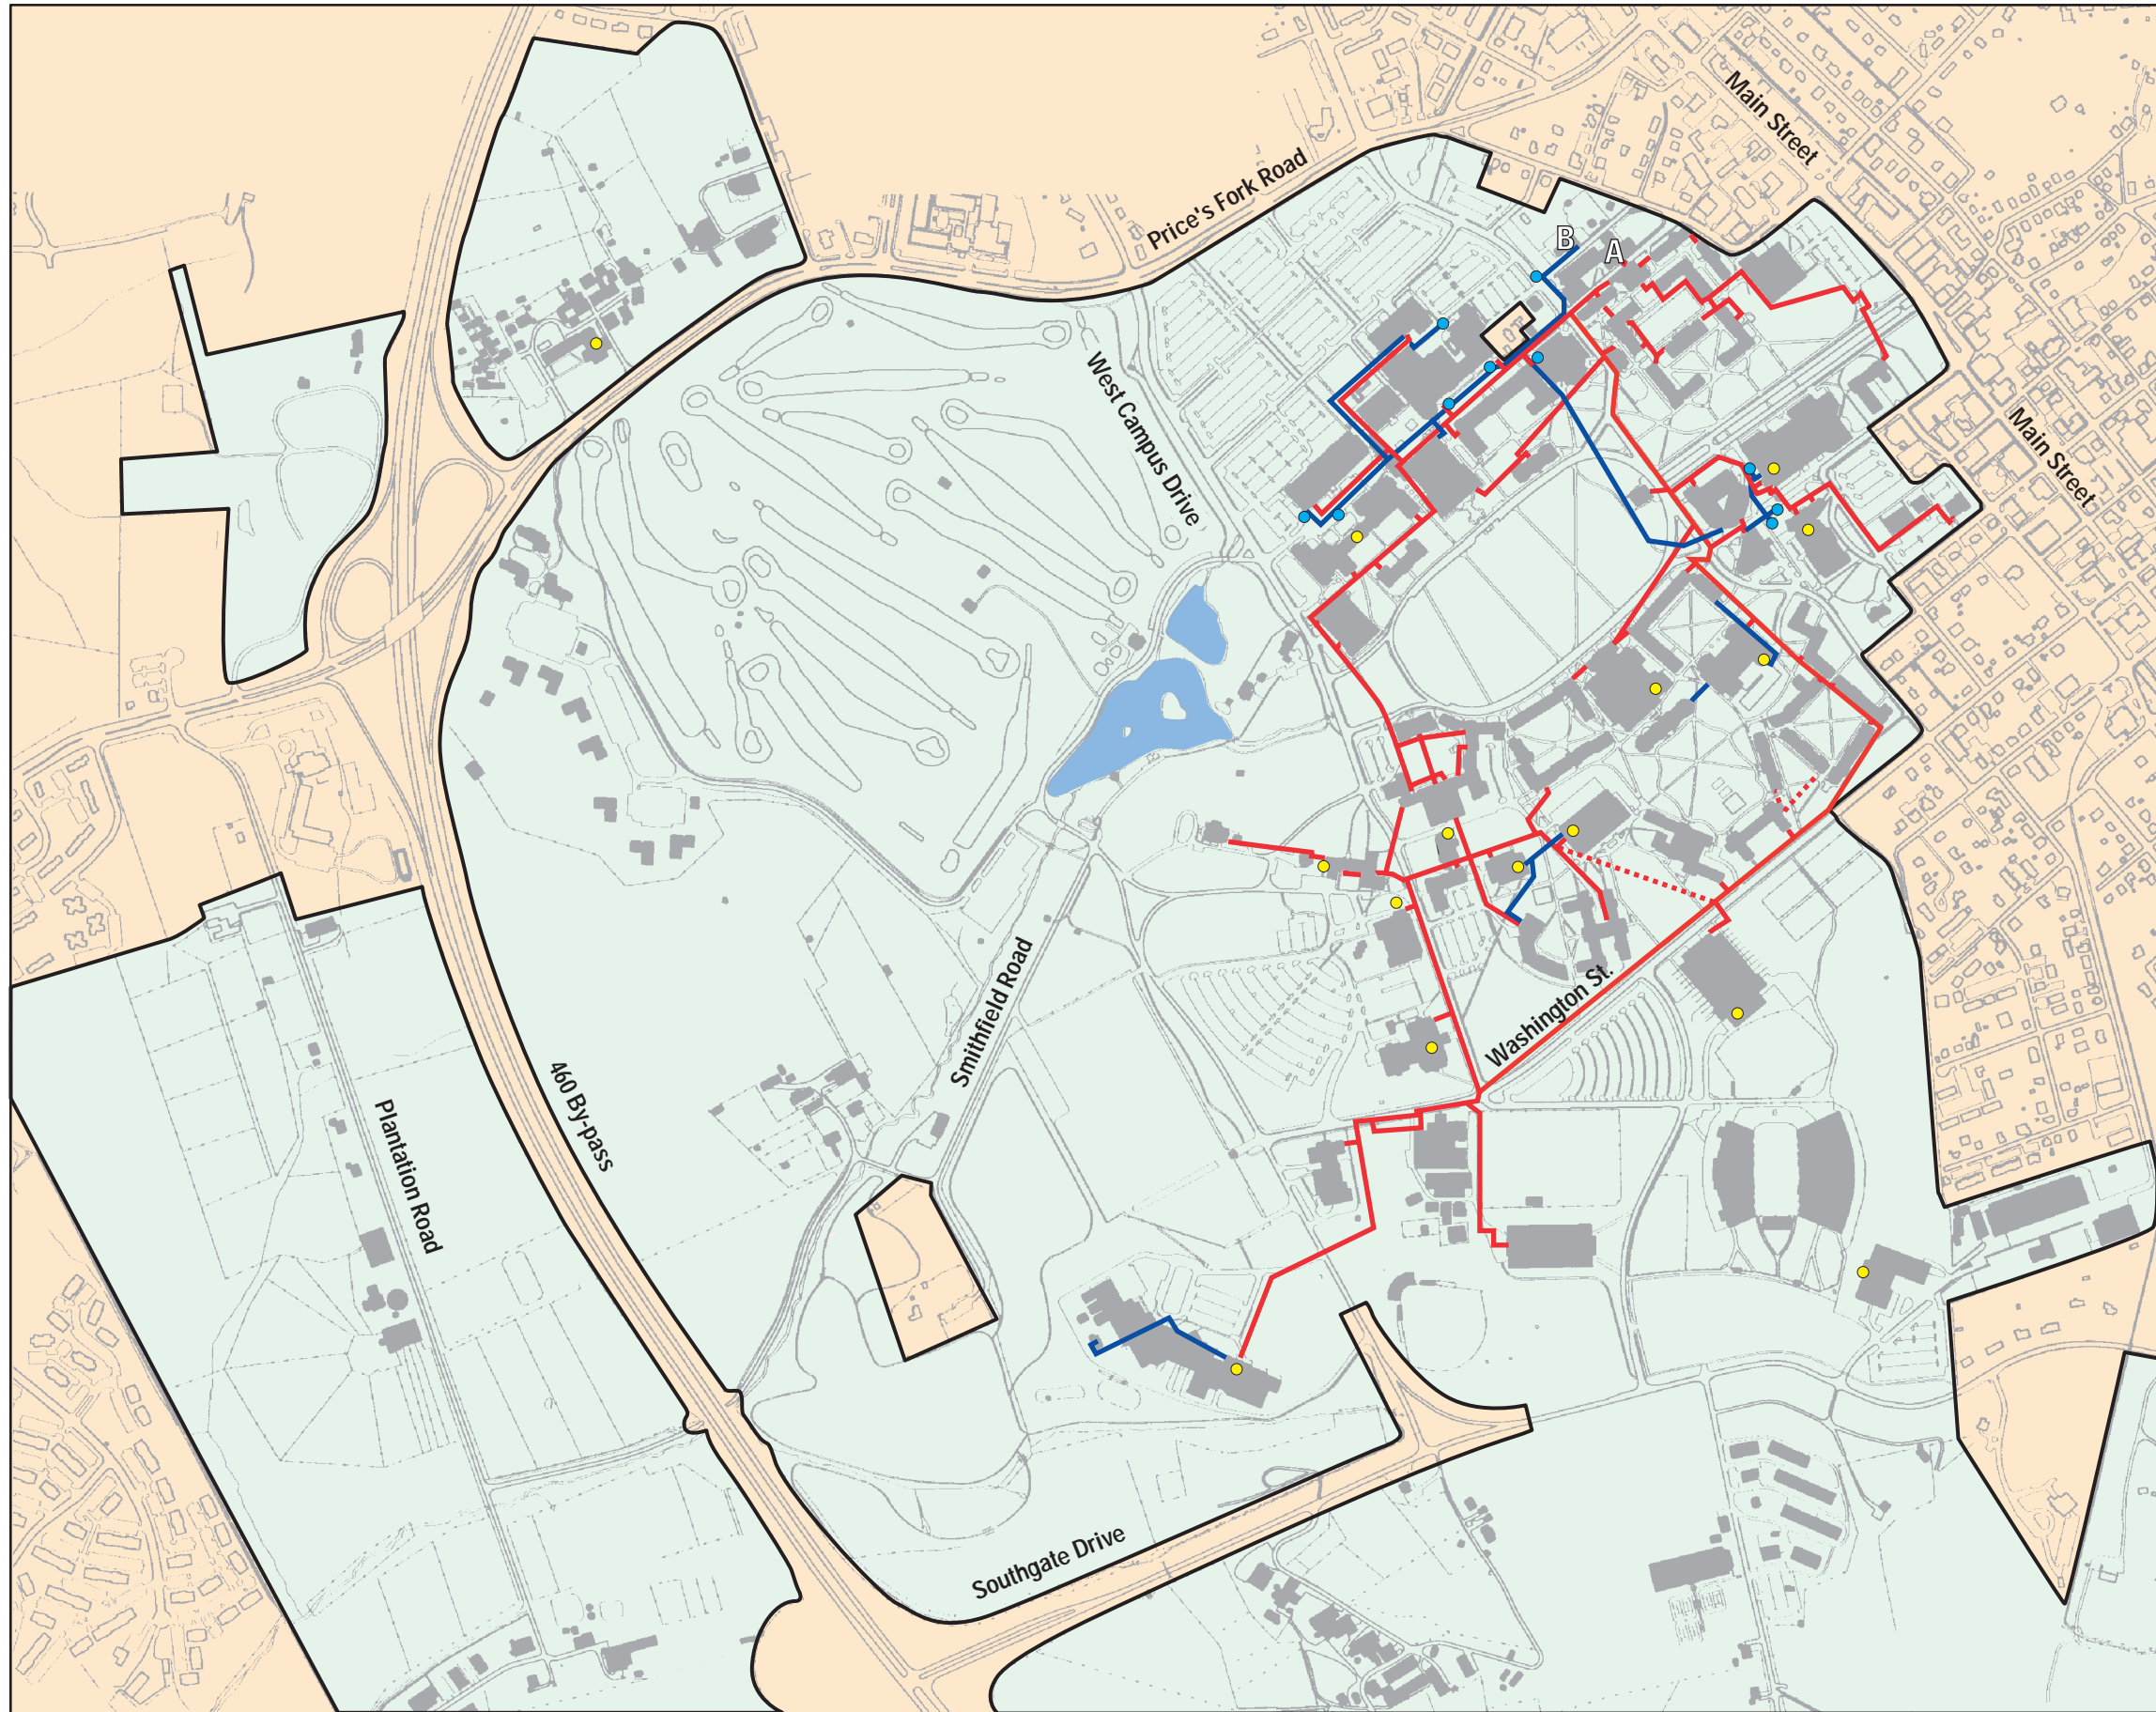 Main Street
Price's Fork Road
B
A
West Campus Drive
Main Street
Smithfield Road
Washington St.
460 By-pass
Plantation Road
Southgate Drive